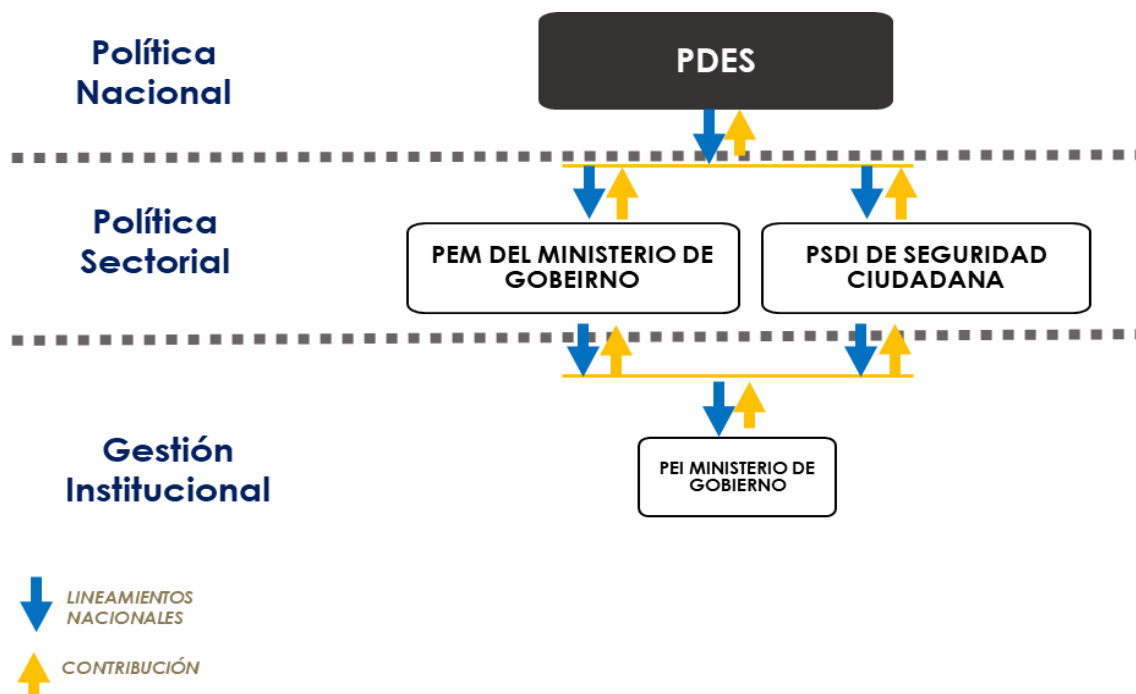 Política
Nacional
PDES
Política
Sectorial
PEM DEL MINISTERIO DE
GOBEIRNO
PSDI DE SEGURIDAD
CIUDADANA
Gestión
Institucional
PEI MINISTERIO DE
GOBIERNO
LINEAMIENTOS
NACIONALES
CONTRIBUCIÓN